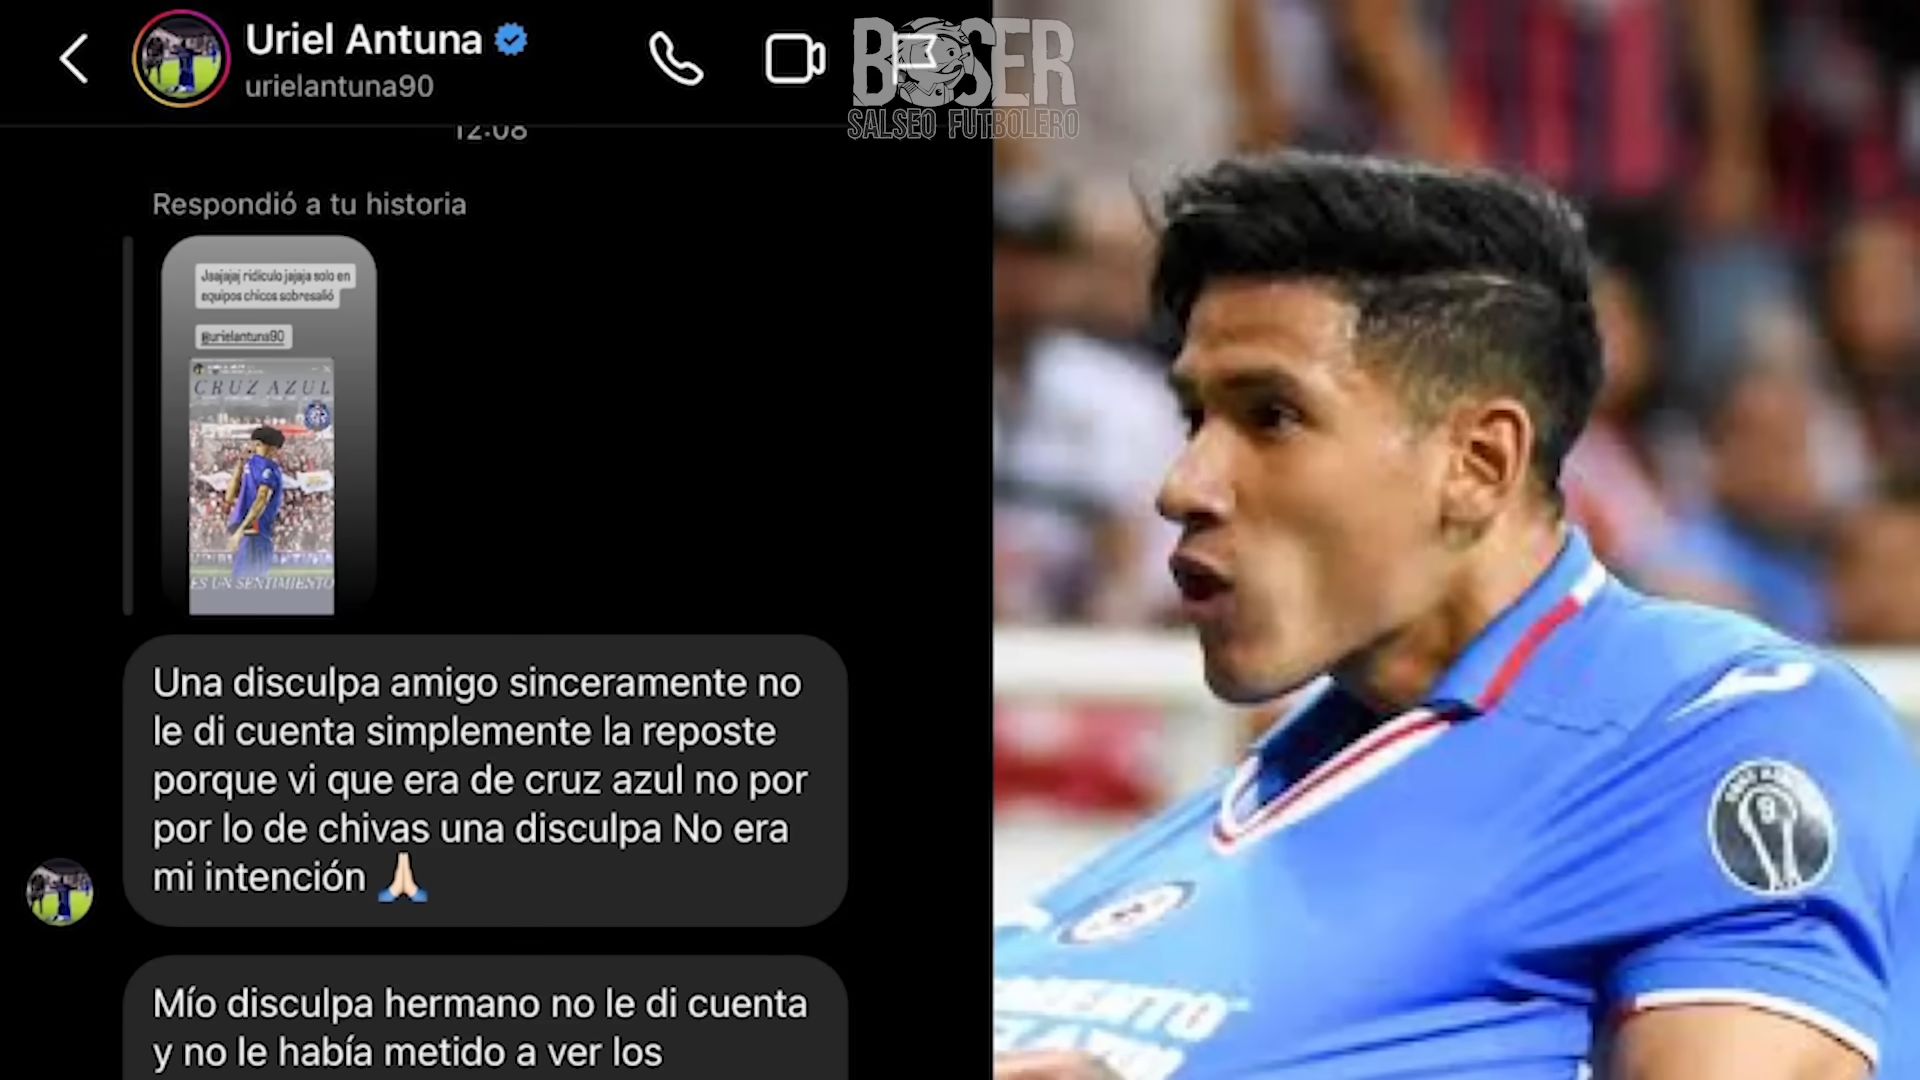 Uriel Antuna
urielantuna90
BOSER
SALSEO FUTBOLERO
12:08
Respondió a tu historia
Jaajajaj ridículo jajaja solo en
equipos chicos sobresalió
@urielantuna90
CRUZ AZUL
ES UN SENTIMIENTO
Una disculpa amigo sinceramente no
le di cuenta simplemente la reposte
porque vi que era de cruz azul no por
por lo de chivas una disculpa No era
mi intención 🙏🏻
Mío disculpa hermano no le di cuenta
y no le había metido a ver los